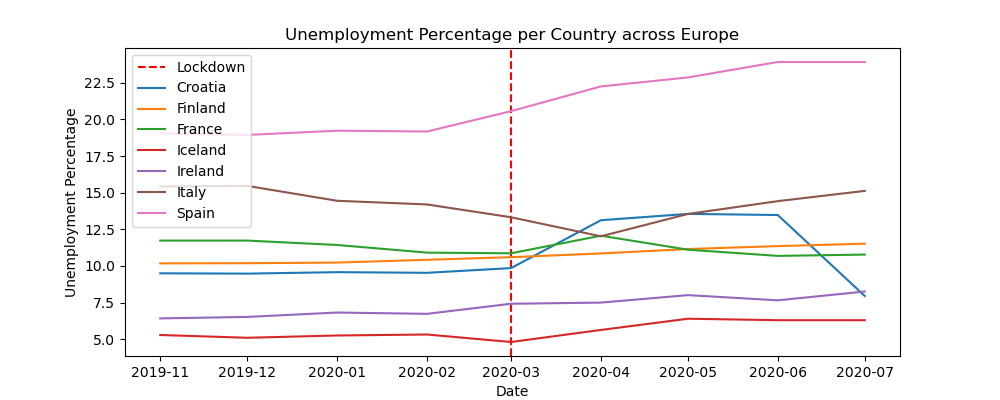 Unemployment Percentage per Country across Europe
Unemployment Percentage
22.5
20.0
17.5
15.0
12.5
10.0
7.5
5.0
Lockdown
Croatia
Finland
France
Iceland
Ireland
Italy
Spain
2019-11 2019-12 2020-01 2020-02 2020-03 2020-04 2020-05 2020-06 2020-07
Date